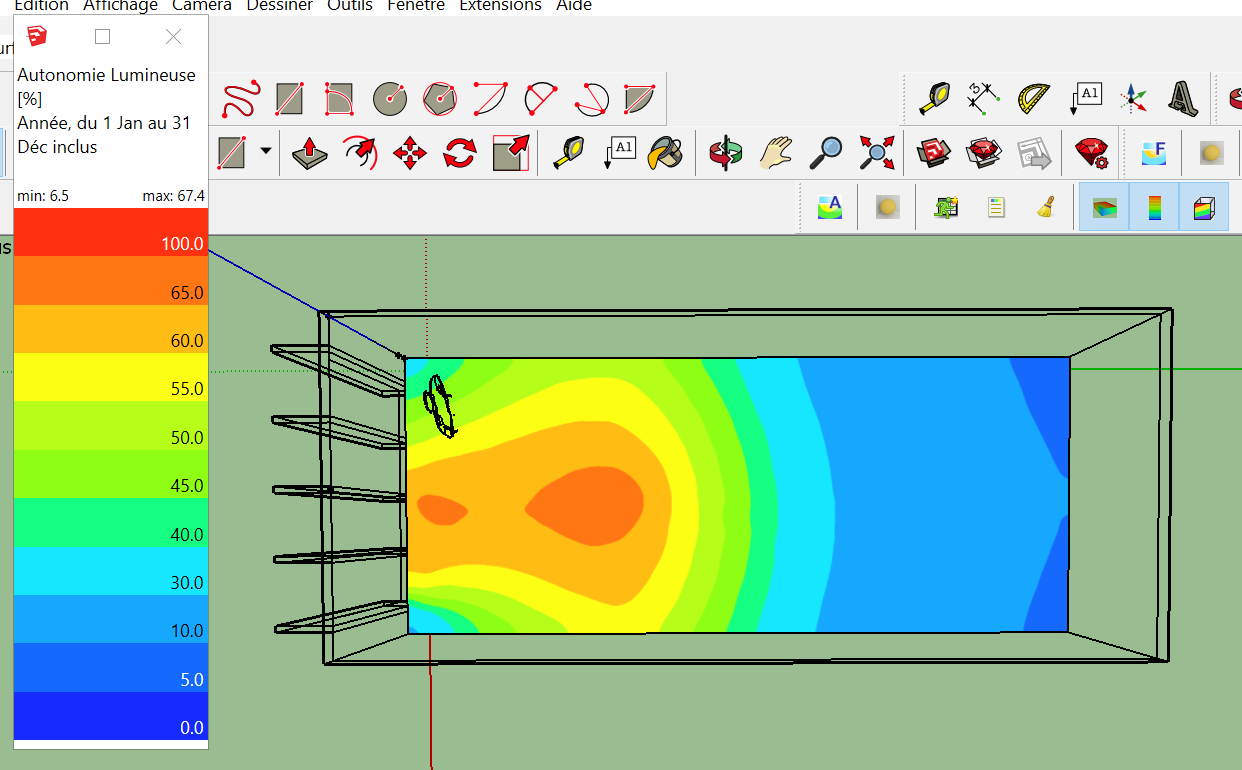 Edition Affichage Caméra Dessiner Outils Fenêtre Extensions Aide
Autonomie Lumineuse
[%]
Année, du 1 Jan au 31
Déc inclus
min: 6.5 max: 67.4
100.0
65.0
60.0
55.0
50.0
45.0
40.0
30.0
10.0
5.0
0.0
A1
A1
F
A